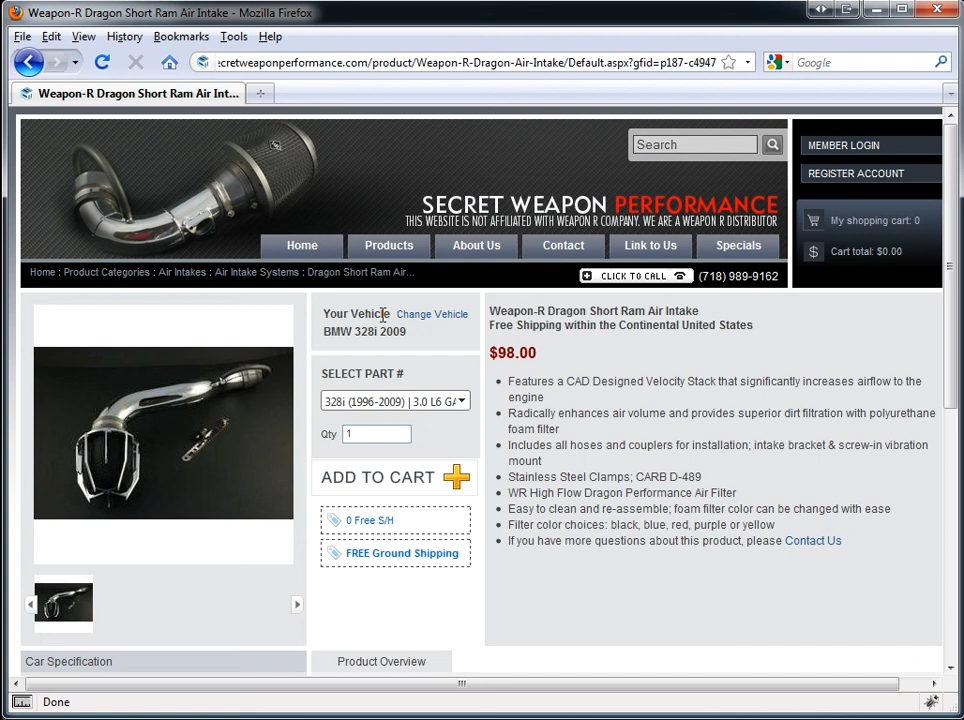 Weapon-R Dragon Short Ram Air Intake - Mozilla Firefox
File Edit View History Bookmarks Tools Help
:cretweaponperformance.com/product/Weapon-R-Dragon-Air-Intake/Default.aspx?gfid=p187-c4947
Google
Weapon-R Dragon Short Ram Air Int...
Search
MEMBER LOGIN
REGISTER ACCOUNT
SECRET WEAPON PERFORMANCE
THIS WEBSITE IS NOT AFFILIATED WITH WEAPON R COMPANY. WE ARE A WEAPON R DISTRIBUTOR
My shopping cart: 0
Home Products About Us Contact Link to Us Specials
$ Cart total: $0.00
Home : Product Categories : Air Intakes : Air Intake Systems : Dragon Short Ram Air...
CLICK TO CALL (718) 989-9162
Your Vehicle Change Vehicle
BMW 328i 2009
SELECT PART #
328i (1996-2009) | 3.0 L6 GA
Qty 1
ADD TO CART
0 Free S/H
FREE Ground Shipping
Weapon-R Dragon Short Ram Air Intake
Free Shipping within the Continental United States
$98.00
• Features a CAD Designed Velocity Stack that significantly increases airflow to the
engine
• Radically enhances air volume and provides superior dirt filtration with polyurethane
foam filter
• Includes all hoses and couplers for installation; intake bracket & screw-in vibration
mount
• Stainless Steel Clamps; CARB D-489
• WR High Flow Dragon Performance Air Filter
• Easy to clean and re-assemble; foam filter color can be changed with ease
• Filter color choices: black, blue, red, purple or yellow
• If you have more questions about this product, please Contact Us
Car Specification
Product Overview
Done